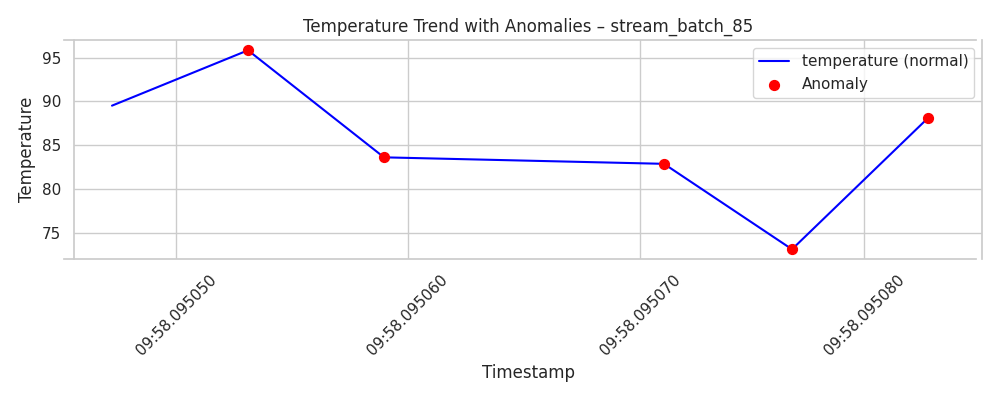 Temperature Trend with Anomalies – stream_batch_85
temperature (normal)
Anomaly
Temperature
95
90
85
80
75
09:58.095050
09:58.095060
09:58.095070
09:58.095080
Timestamp